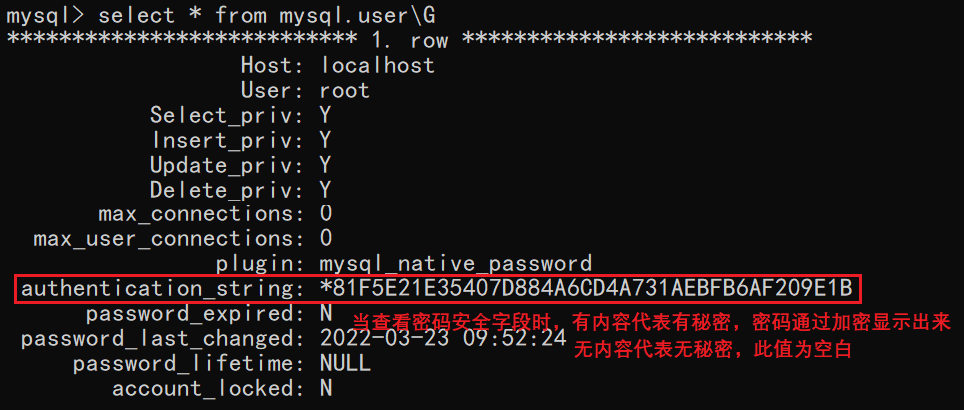 mysql> select * from mysql.user\G
*************************** 1. row ***************************
Host: localhost
User: root
Select_priv: Y
Insert_priv: Y
Update_priv: Y
Delete_priv: Y
max_connections: 0
max_user_connections: 0
plugin: mysql_native_password
authentication_string: *81F5E21E35407D884A6CD4A731AEBFB6AF209E1B
password_expired: N
当查看密码安全字段时，有内容代表有秘密，密码通过加密显示出来
password_last_changed: 2022-03-23 09:52:24
无内容代表无秘密，此值为空白
password_lifetime: NULL
account_locked: N